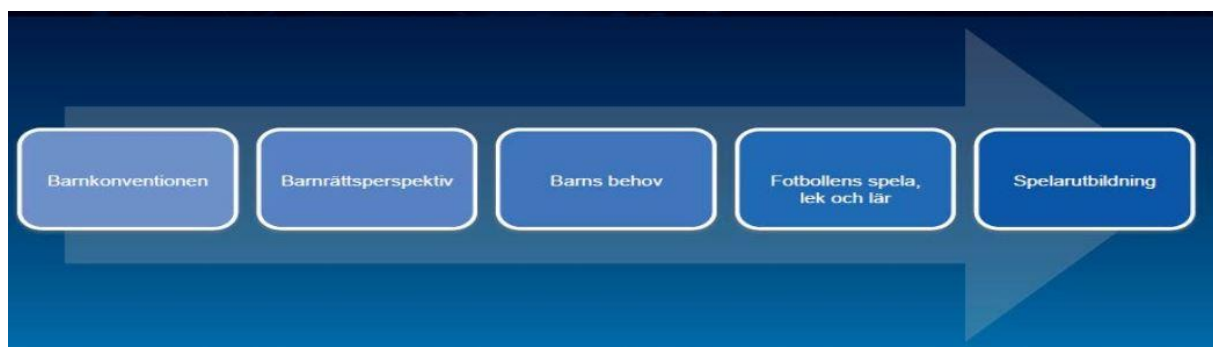 Barnkonventionen
Barnrättsperspektiv
Barns behov
Fotbollens spela,
lek och lär
Spelarutbildning